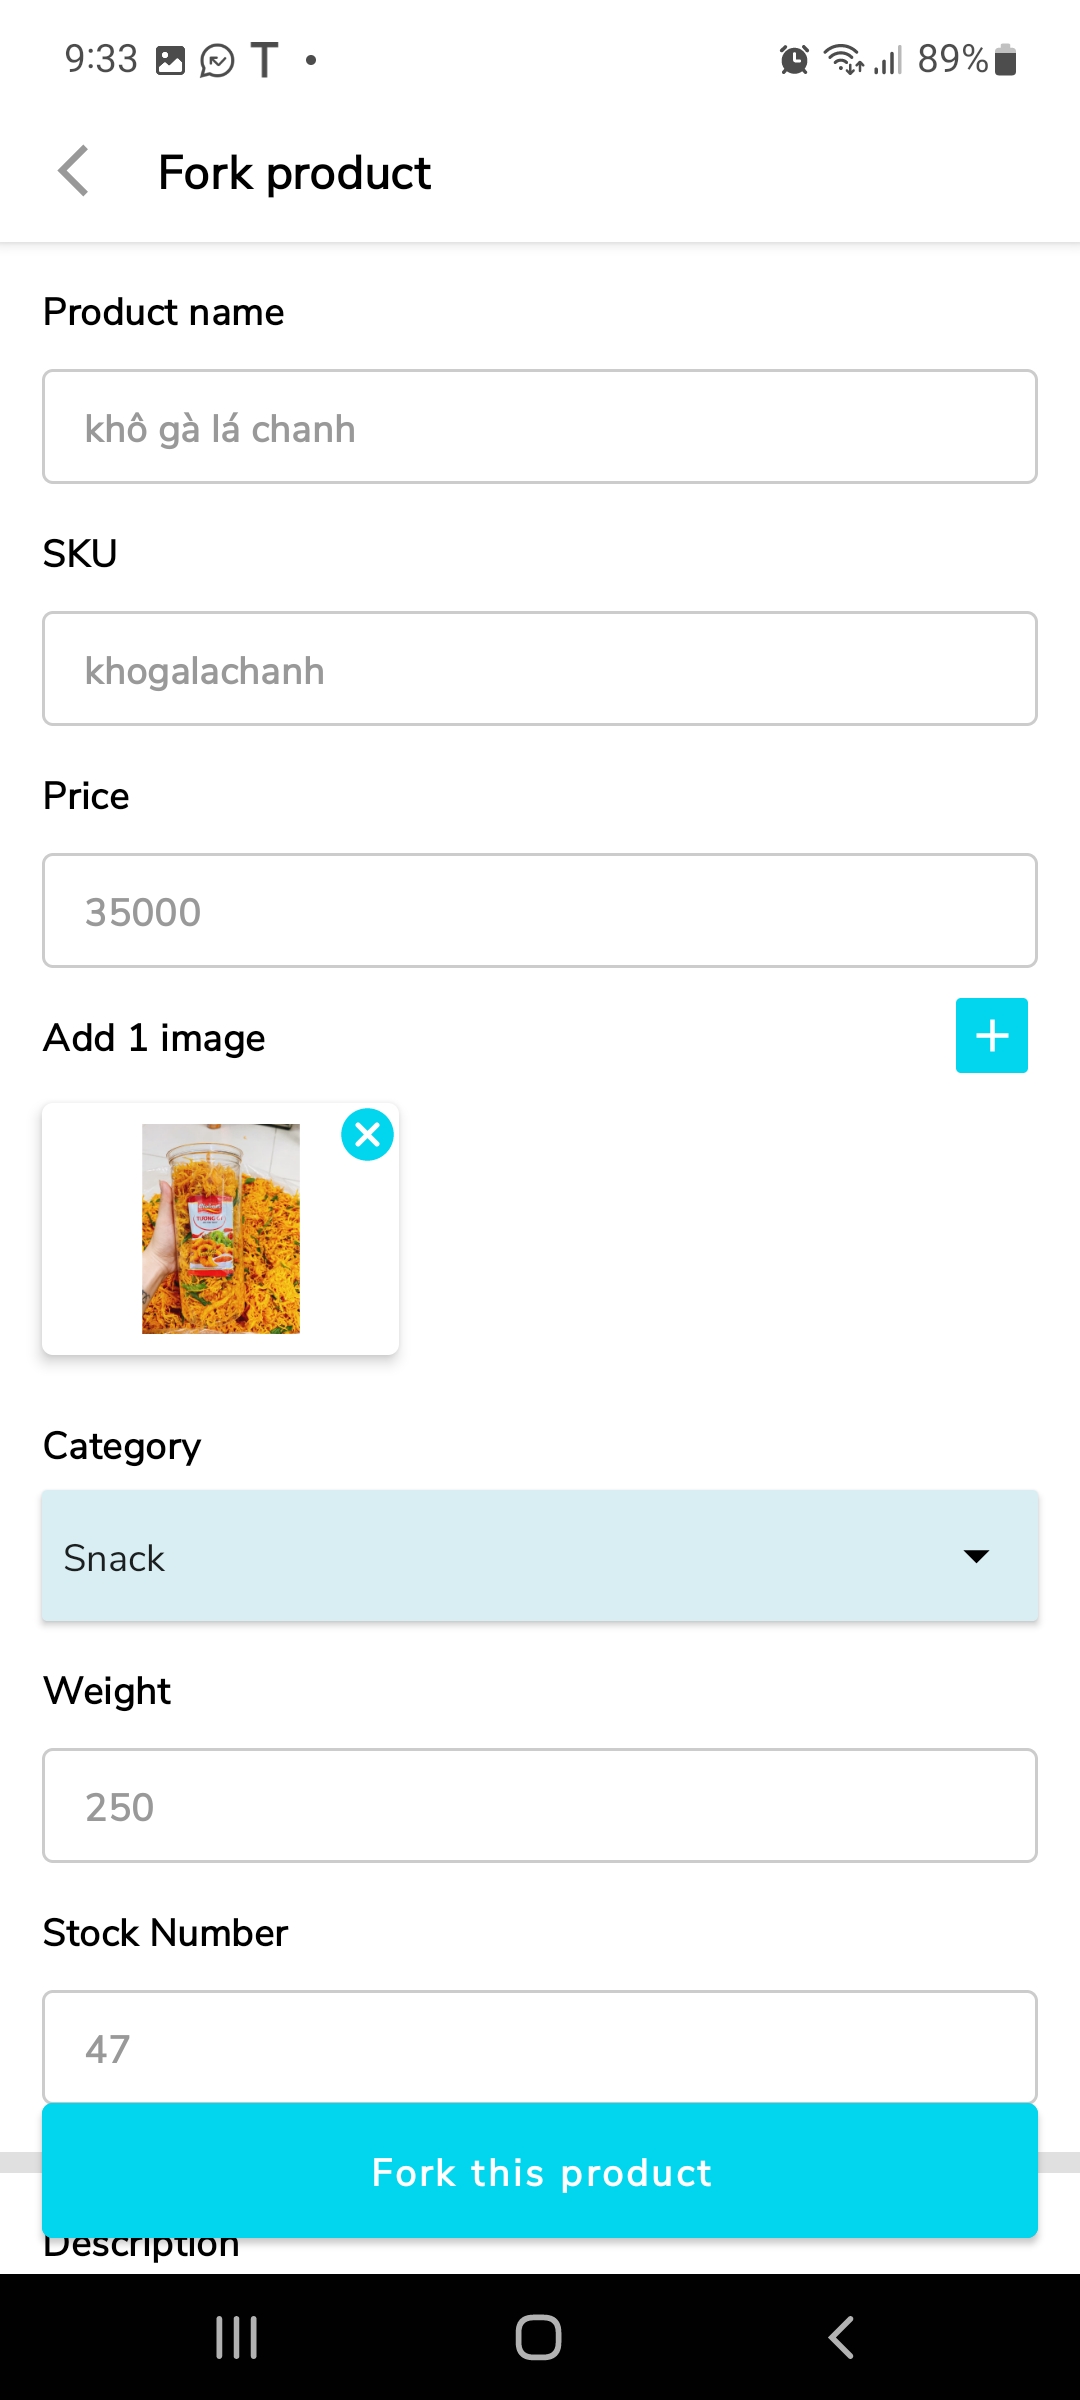 9:33
89%
Fork product
Product name
khô gà lá chanh
SKU
khogalachanh
Price
35000
Add 1 image
Category
Snack
Weight
250
Stock Number
47
Fork this product
Description